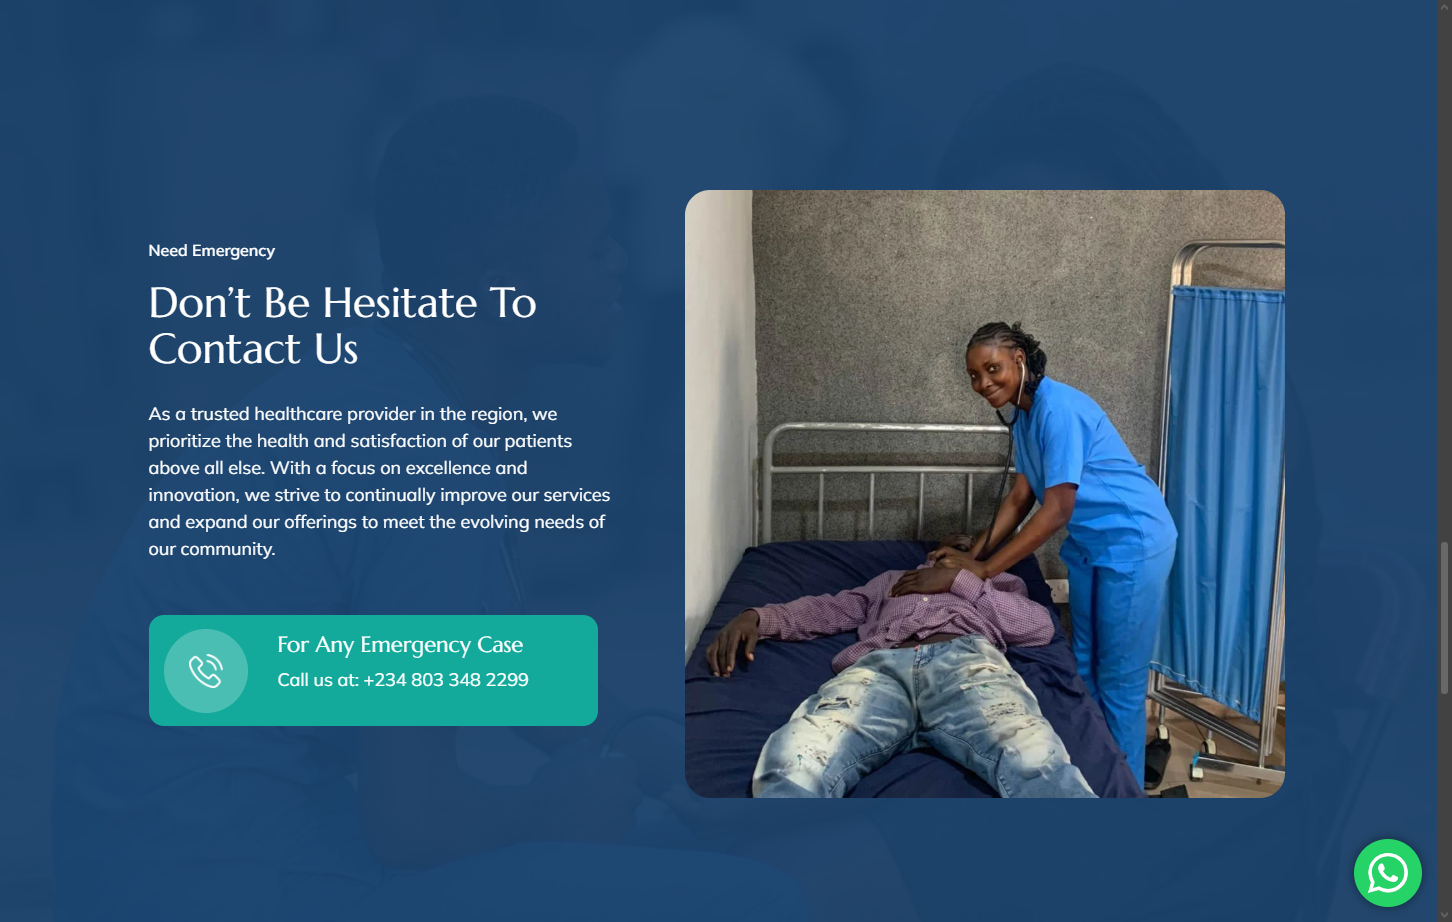 Need Emergency
Don’t Be Hesitate To
Contact Us
As a trusted healthcare provider in the region, we
prioritize the health and satisfaction of our patients
above all else. With a focus on excellence and
innovation, we strive to continually improve our services
and expand our offerings to meet the evolving needs of
our community.
For Any Emergency Case
Call us at: +234 803 348 2299